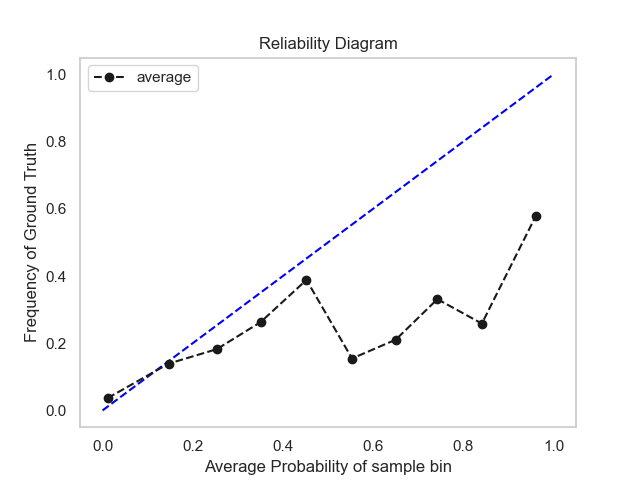 Reliability Diagram
average
Frequency of Ground Truth
1.0
0.8
0.6
0.4
0.2
0.0
0.0 0.2 0.4 0.6 0.8 1.0
Average Probability of sample bin